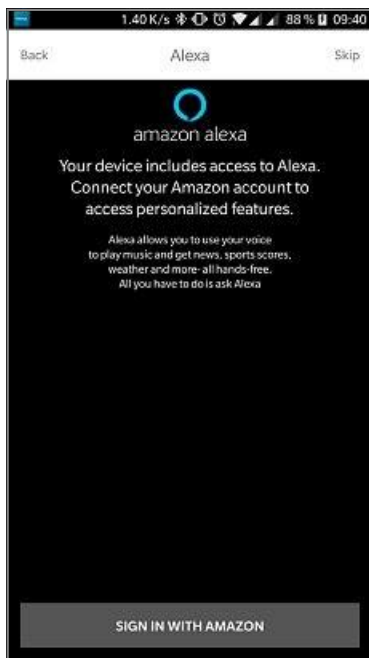 1.40 K/s 88 % 09:40
Back Alexa Skip
amazon alexa
Your device includes access to Alexa.
Connect your Amazon account to
access personalized features.
Alexa allows you to use your voice
to play music and get news, sports scores,
weather and more- all hands-free.
All you have to do is ask Alexa
SIGN IN WITH AMAZON